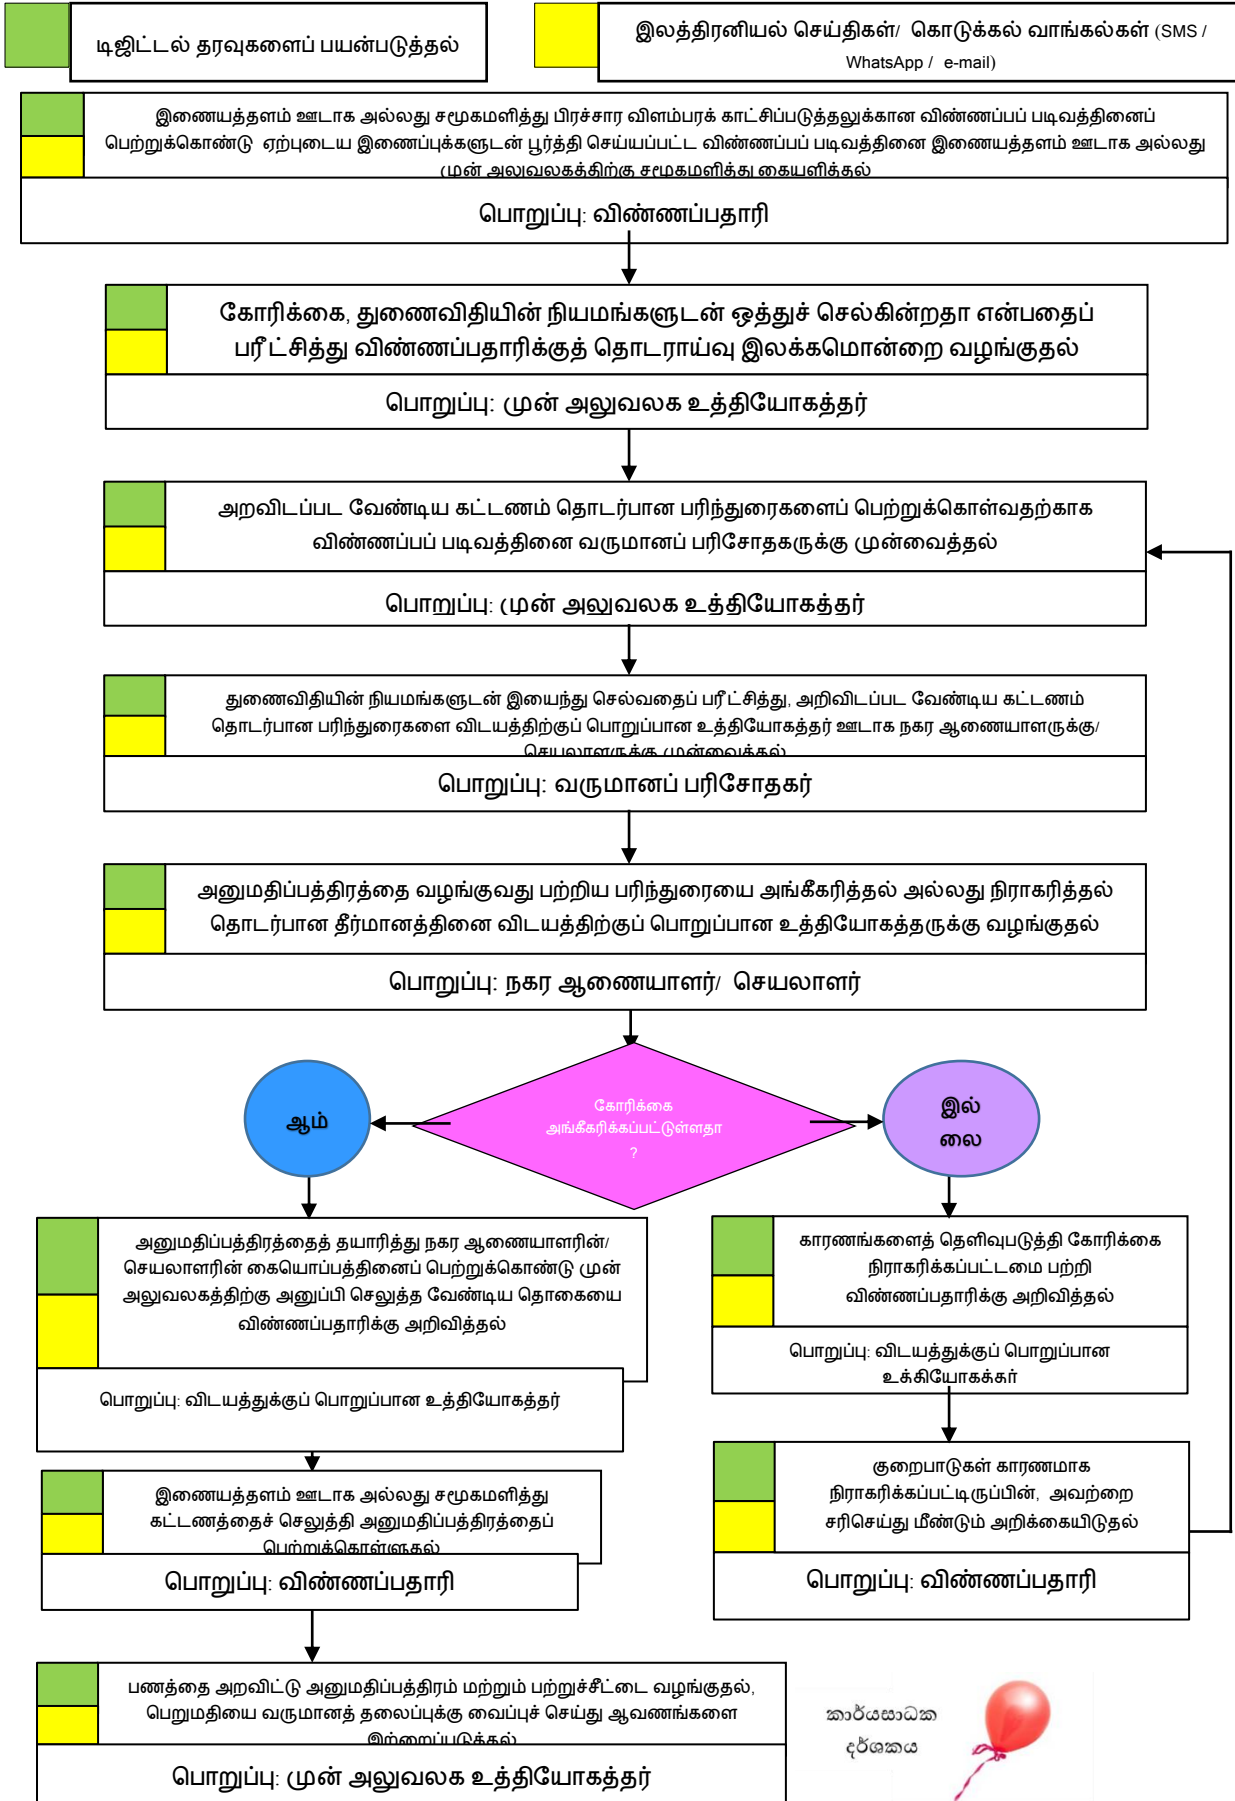 டிஜிட்டல் தரவுகளைப் பயன்படுத்தல்
இலத்திரனியல் செய்திகள்/ கொடுக்கல் வாங்கல்கள் (SMS /
WhatsApp / e-mail)
இணையத்தளம் ஊடாக அல்லது சமூகமளித்து பிரச்சார விளம்பரக் காட்சிப்படுத்தலுக்கான விண்ணப்பப் படிவத்தினைப்
பெற்றுக்கொண்டு ஏற்புடைய இணைப்புக்களுடன் பூர்த்தி செய்யப்பட்ட விண்ணப்பப் படிவத்தினை இணையத்தளம் ஊடாக அல்லது
முன் அலுவலகத்திற்கு சமூகமளித்து கையளித்தல்
பொறுப்பு: விண்ணப்பதாரி
கோரிக்கை, துணைவிதியின் நியமங்களுடன் ஒத்துச் செல்கின்றதா என்பதைப்
பரீட்சித்து விண்ணப்பதாரிக்குத் தொடராய்வு இலக்கமொன்றை வழங்குதல்
பொறுப்பு: முன் அலுவலக உத்தியோகத்தர்
அறவிடப்பட வேண்டிய கட்டணம் தொடர்பான பரிந்துரைகளைப் பெற்றுக்கொள்வதற்காக
விண்ணப்பப் படிவத்தினை வருமானப் பரிசோதகருக்கு முன்வைத்தல்
பொறுப்பு: முன் அலுவலக உத்தியோகத்தர்
துணைவிதியின் நியமங்களுடன் இயைந்து செல்வதைப் பரீட்சித்து, அறிவிடப்பட வேண்டிய கட்டணம்
தொடர்பான பரிந்துரைகளை விடயத்திற்குப் பொறுப்பான உத்தியோகத்தர் ஊடாக நகர ஆணையாளருக்கு/
செயலாளருக்கு முன்வைத்தல்
பொறுப்பு: வருமானப் பரிசோதகர்
அனுமதிப்பத்திரத்தை வழங்குவது பற்றிய பரிந்துரையை அங்கீகரித்தல் அல்லது நிராகரித்தல்
தொடர்பான தீர்மானத்தினை விடயத்திற்குப் பொறுப்பான உத்தியோகத்தருக்கு வழங்குதல்
பொறுப்பு: நகர ஆணையாளர்/ செயலாளர்
கோரிக்கை
அங்கீகரிக்கப்பட்டுள்ளதா
?
ஆம்
இல்
லை
அனுமதிப்பத்திரத்தைத் தயாரித்து நகர ஆணையாளரின்/
செயலாளரின் கையொப்பத்தினைப் பெற்றுக்கொண்டு முன்
அலுவலகத்திற்கு அனுப்பி செலுத்த வேண்டிய தொகையை
விண்ணப்பதாரிக்கு அறிவித்தல்
பொறுப்பு: விடயத்துக்குப் பொறுப்பான உத்தியோகத்தர்
காரணங்களைத் தெளிவுபடுத்தி கோரிக்கை
நிராகரிக்கப்பட்டமை பற்றி
விண்ணப்பதாரிக்கு அறிவித்தல்
பொறுப்பு: விடயத்துக்குப் பொறுப்பான
உத்தியோகத்தர்
இணையத்தளம் ஊடாக அல்லது சமூகமளித்து
கட்டணத்தைச் செலுத்தி அனுமதிப்பத்திரத்தைப்
பெற்றுக்கொள்ளுதல்
பொறுப்பு: விண்ணப்பதாரி
குறைபாடுகள் காரணமாக
நிராகரிக்கப்பட்டிருப்பின், அவற்றை
சரிசெய்து மீண்டும் அறிக்கையிடுதல்
பொறுப்பு: விண்ணப்பதாரி
பணத்தை அறவிட்டு அனுமதிப்பத்திரம் மற்றும் பற்றுச்சீட்டை வழங்குதல்,
பெறுமதியை வருமானத் தலைப்புக்கு வைப்புச் செய்து ஆவணங்களை
இற்றைப்படுத்தல்
பொறுப்பு: முன் அலுவலக உத்தியோகத்தர்
කාර්යසාධක
දර්ශකය